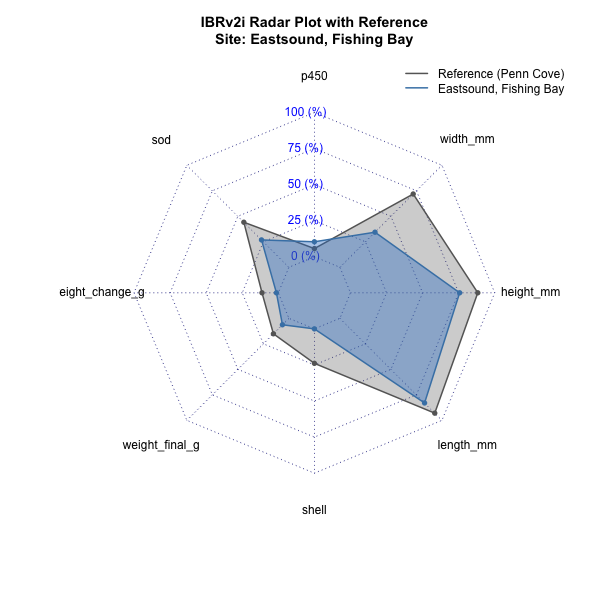 IBRv2i Radar Plot with Reference
Site: Eastsound, Fishing Bay
Reference (Penn Cove)
Eastsound, Fishing Bay
p450
100 (%)
75 (%)
50 (%)
25 (%)
0 (%)
sod
width_mm
eight_change_g
height_mm
weight_final_g
length_mm
shell